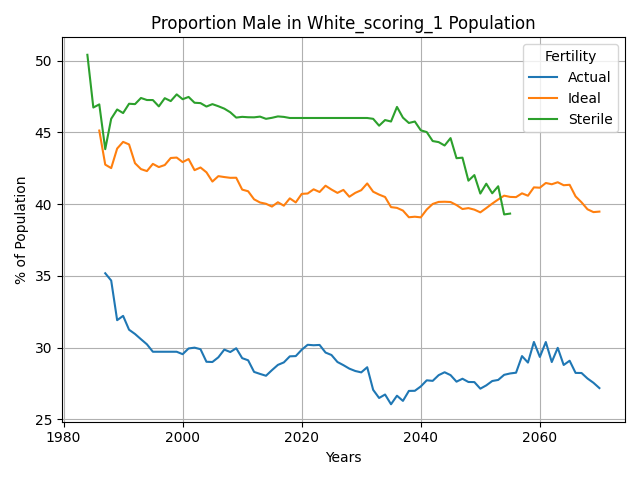 Proportion Male in White_scoring_1 Population
% of Population
50
45
40
35
30
25
Fertility
Actual
Ideal
Sterile
1980 2000 2020 2040 2060
Years